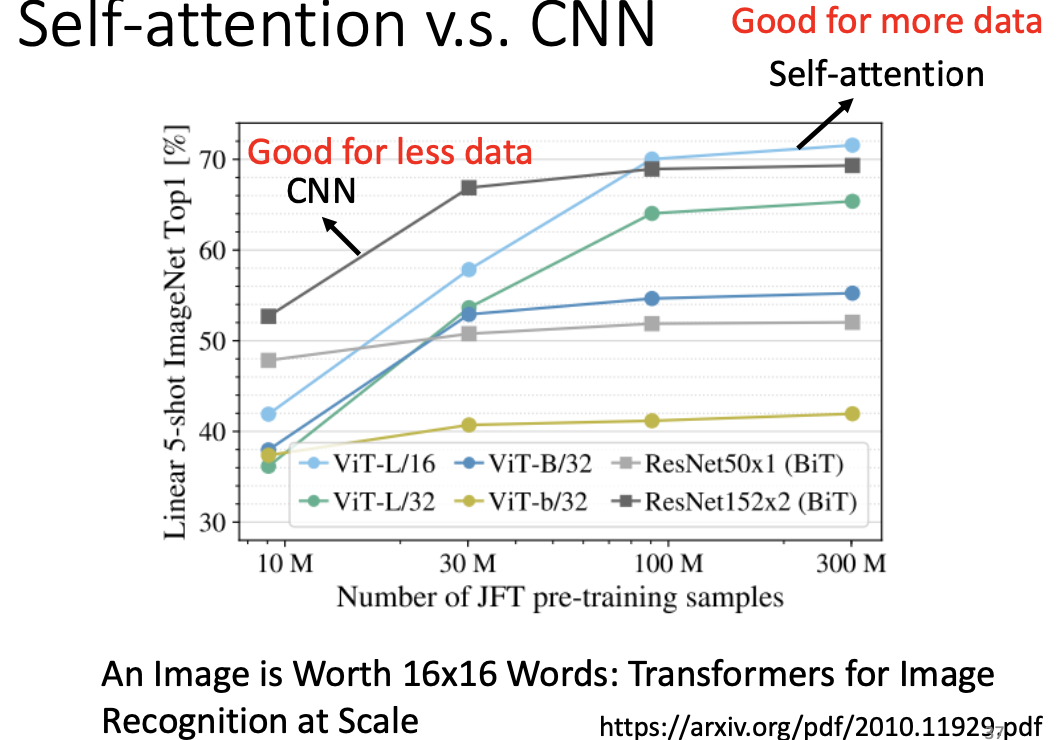 Self-attention v.s. CNN
Good for more data
Self-attention
Good for less data
CNN
Linear 5-shot ImageNet Top1 [%]
70
60
50
40
30
ViT-L/16 ViT-B/32 ResNet50x1 (BiT)
ViT-L/32 ViT-b/32 ResNet152x2 (BiT)
10 M 30 M 100 M 300 M
Number of JFT pre-training samples
An Image is Worth 16x16 Words: Transformers for Image
Recognition at Scale
https://arxiv.org/pdf/2010.11929.pdf
37